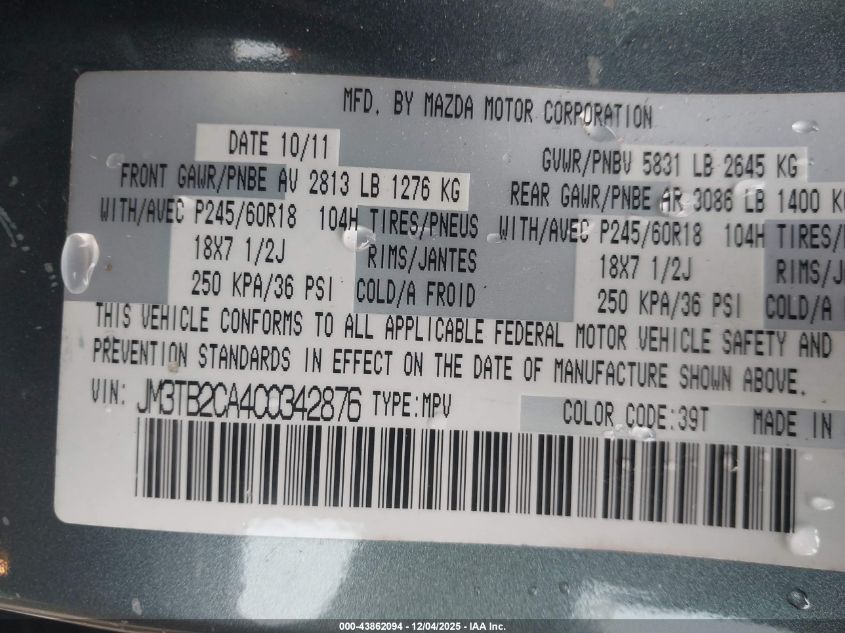 MFD. BY MAZDA MOTOR CORPORATION
DATE 10/11 GVWR/PNBV 5831 LB 2645 KG
FRONT GAWR/PNBE AV 2813 LB 1276 KG REAR GAWR/PNBE AR 3086 LB 1400 KG
WITH/AVEC P245/60R18 104H TIRES/PNEUS WITH/AVEC P245/60R18 104H TIRES/
18X7 1/2J RIMS/JANTES 18X7 1/2J RIMS/J
250 KPA/36 PSI COLD/A FROID 250 KPA/36 PSI COLD/A
THIS VEHICLE CONFORMS TO ALL APPLICABLE FEDERAL MOTOR VEHICLE SAFETY AND
PREVENTION STANDARDS IN EFFECT ON THE DATE OF MANUFACTURE SHOWN ABOVE.
VIN: JM3TB2CA4C0342876 TYPE:MPV COLOR CODE:39T MADE IN
000-43862094 - 12/04/2025 - IAA Inc.